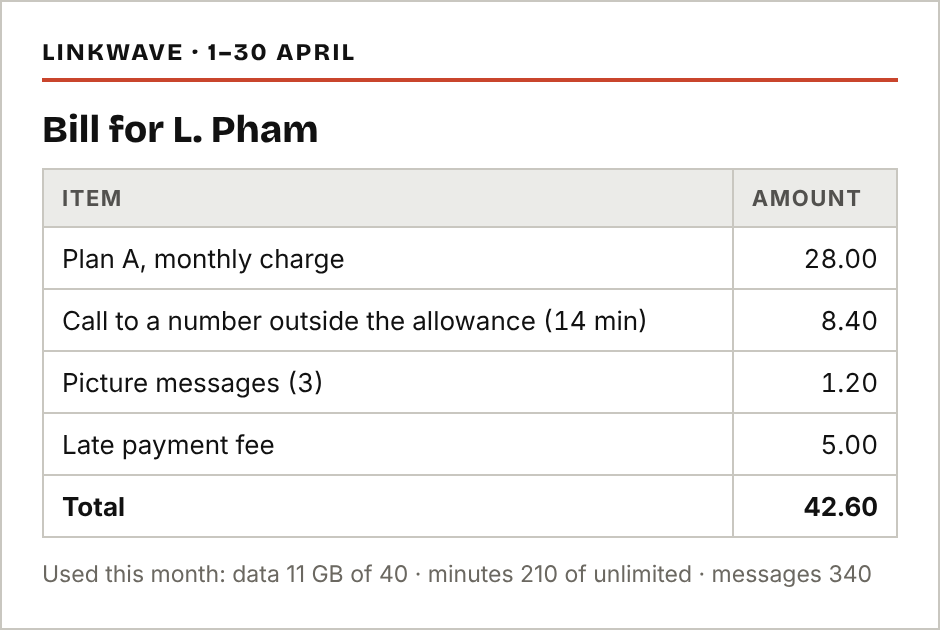 LINKWAVE · 1–30 APRIL
Bill for L. Pham
ITEM AMOUNT
Plan A, monthly charge 28.00
Call to a number outside the allowance (14 min) 8.40
Picture messages (3) 1.20
Late payment fee 5.00
Total 42.60
Used this month: data 11 GB of 40 · minutes 210 of unlimited · messages 340